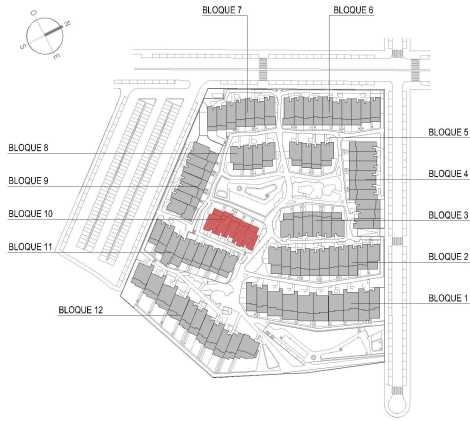 BLOQUE 7
BLOQUE 6
O
N
S
E
BLOQUE 5
BLOQUE 8
BLOQUE 4
BLOQUE 9
BLOQUE 10
BLOQUE 3
BLOQUE 11
BLOQUE 2
BLOQUE 1
BLOQUE 12